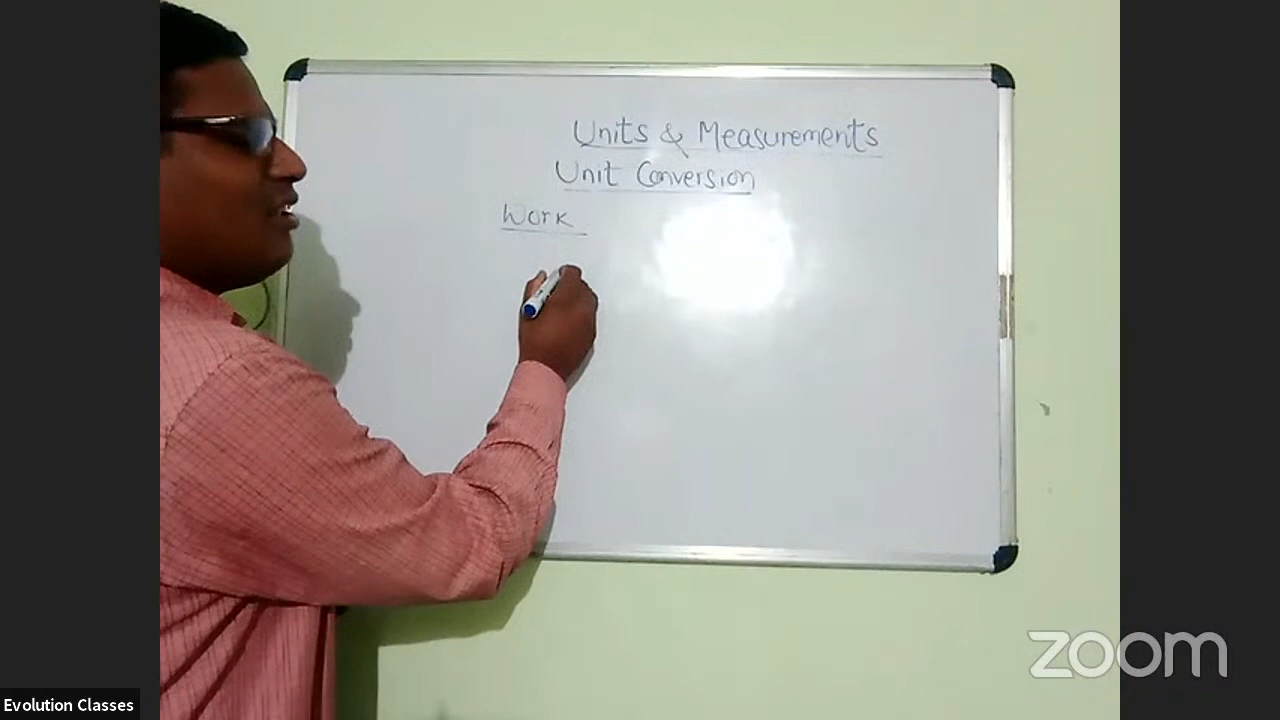 Units & Measurements
Unit Conversion
Work
zoom
Evolution Classes